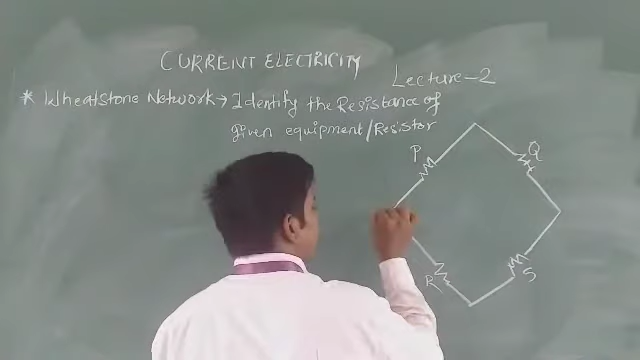 CURRENT ELECTRICITY
Lecture-2
* Wheatstone Network → Identify the Resistance of
given equipment/Resistor
P
Q
R
S